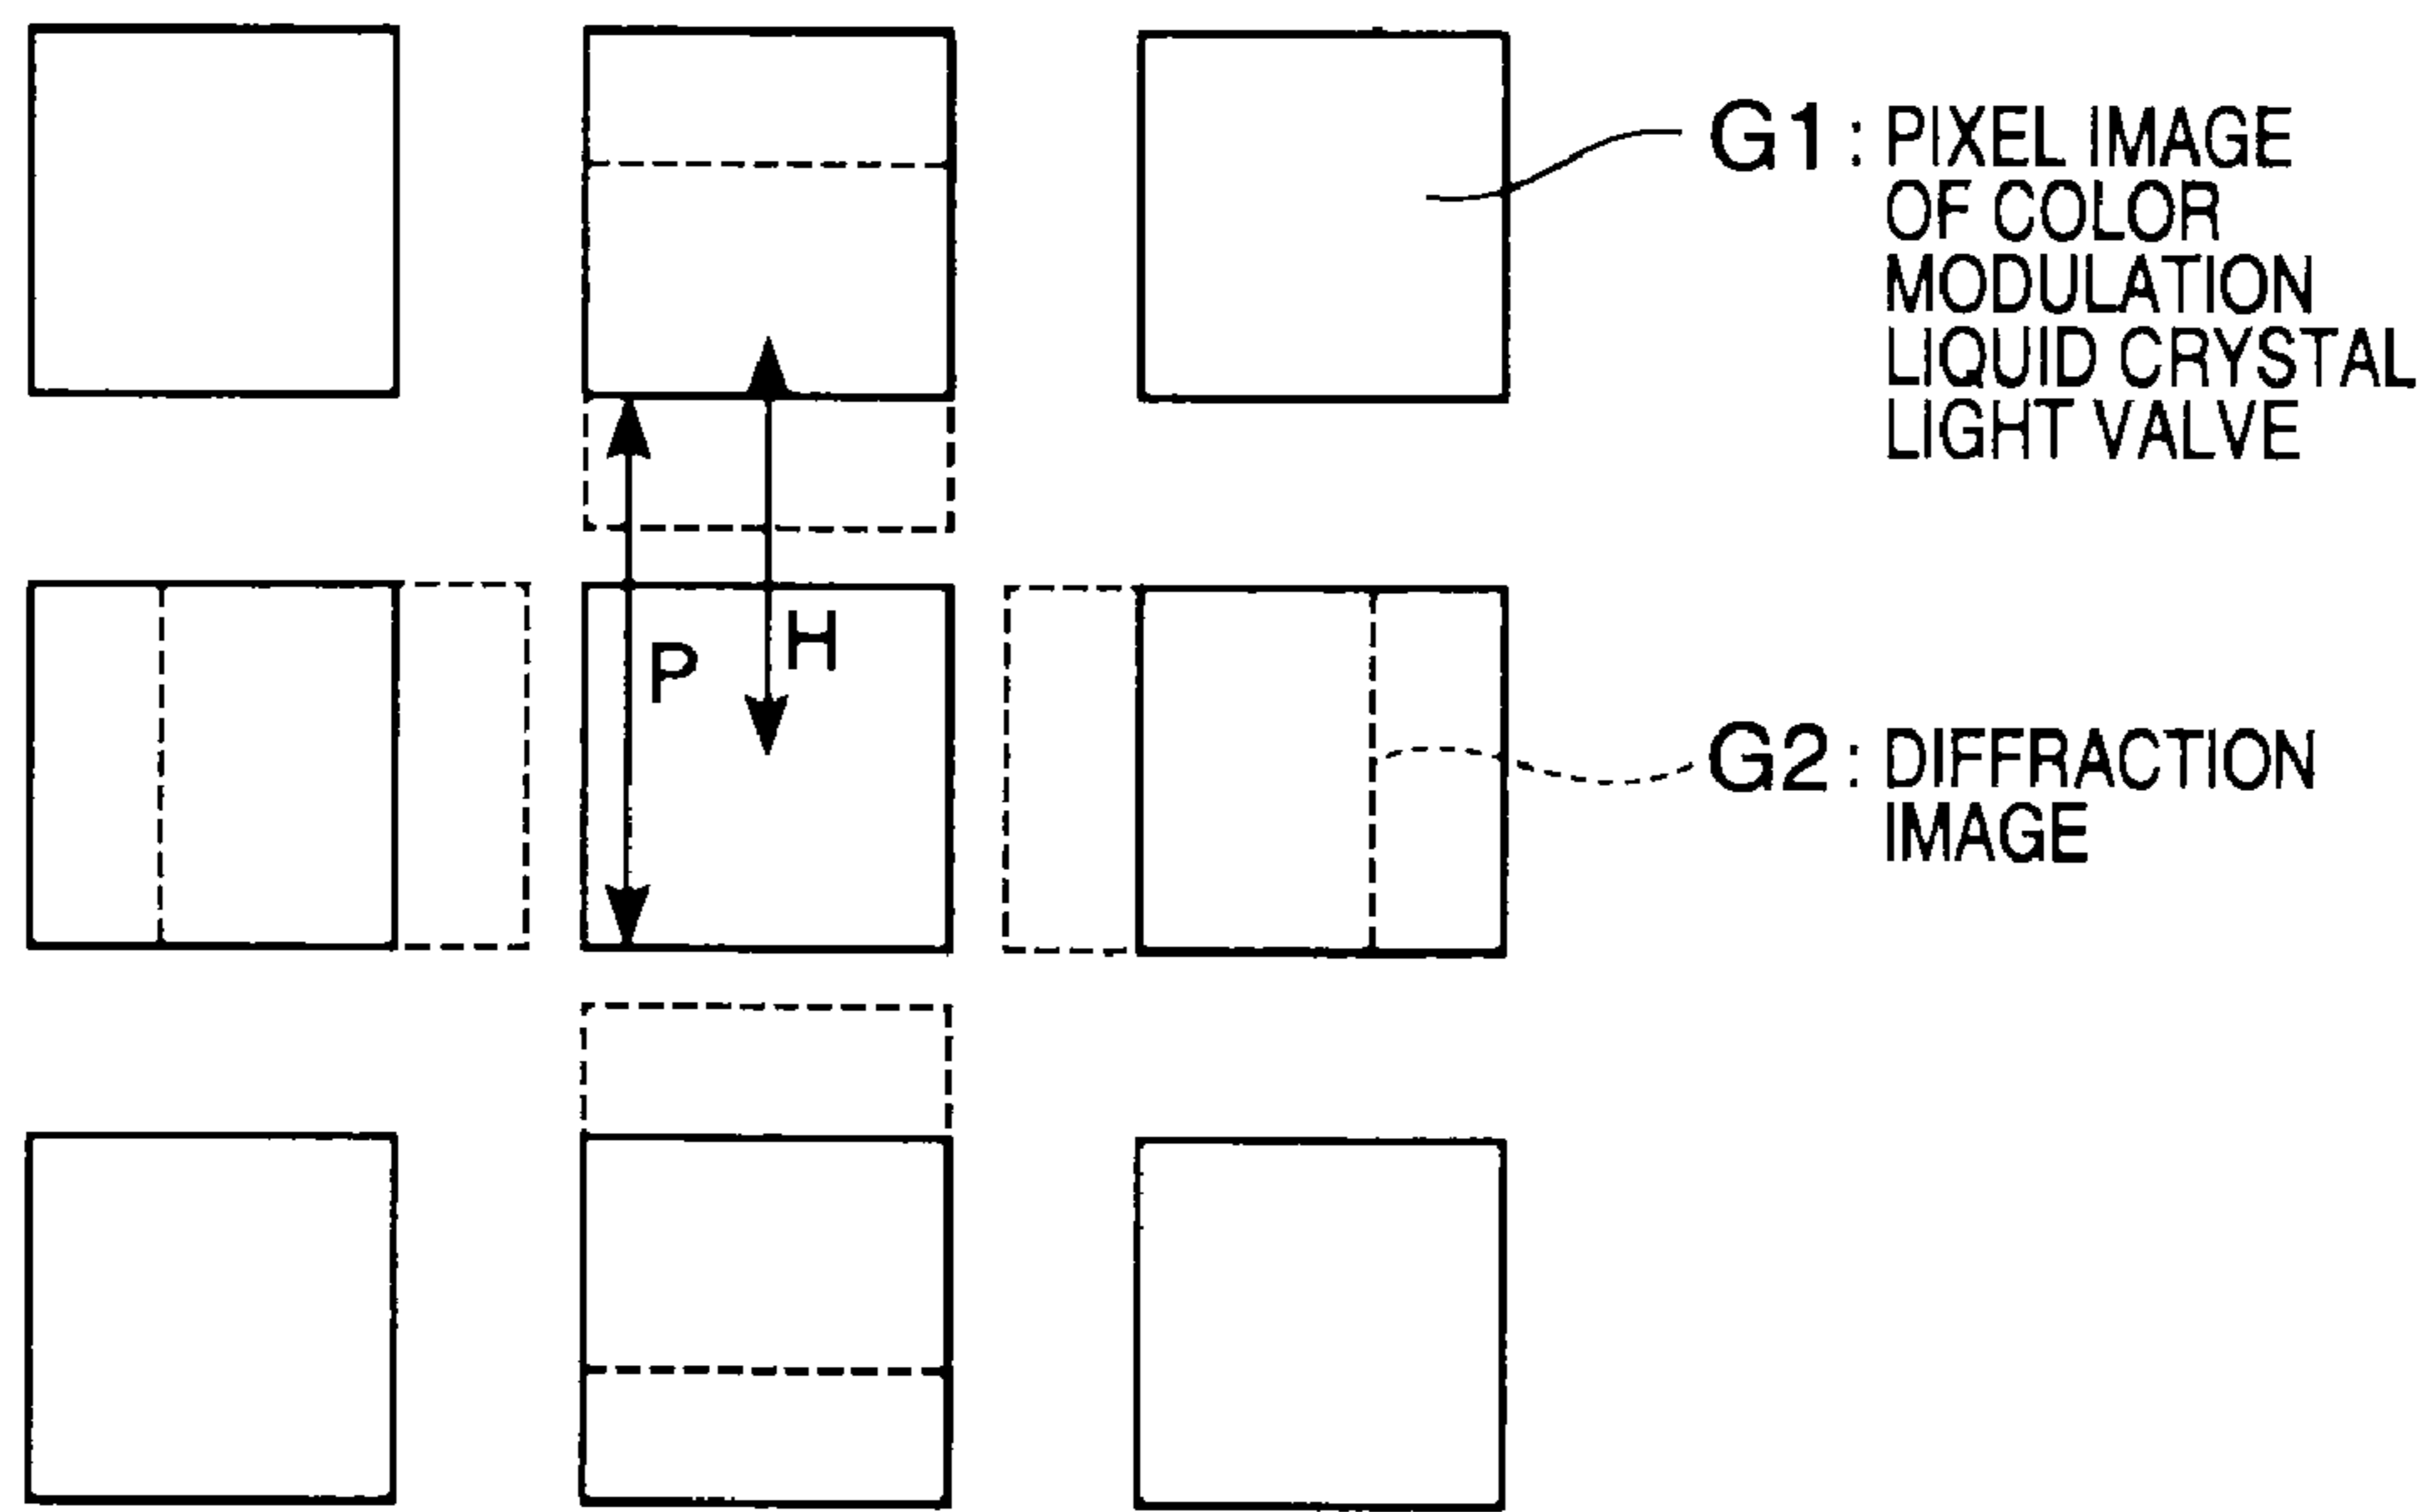 G1: PIXEL IMAGE
OF COLOR
MODULATION
LIQUID CRYSTAL
LIGHT VALVE
H
P
G2: DIFFRACTION
IMAGE